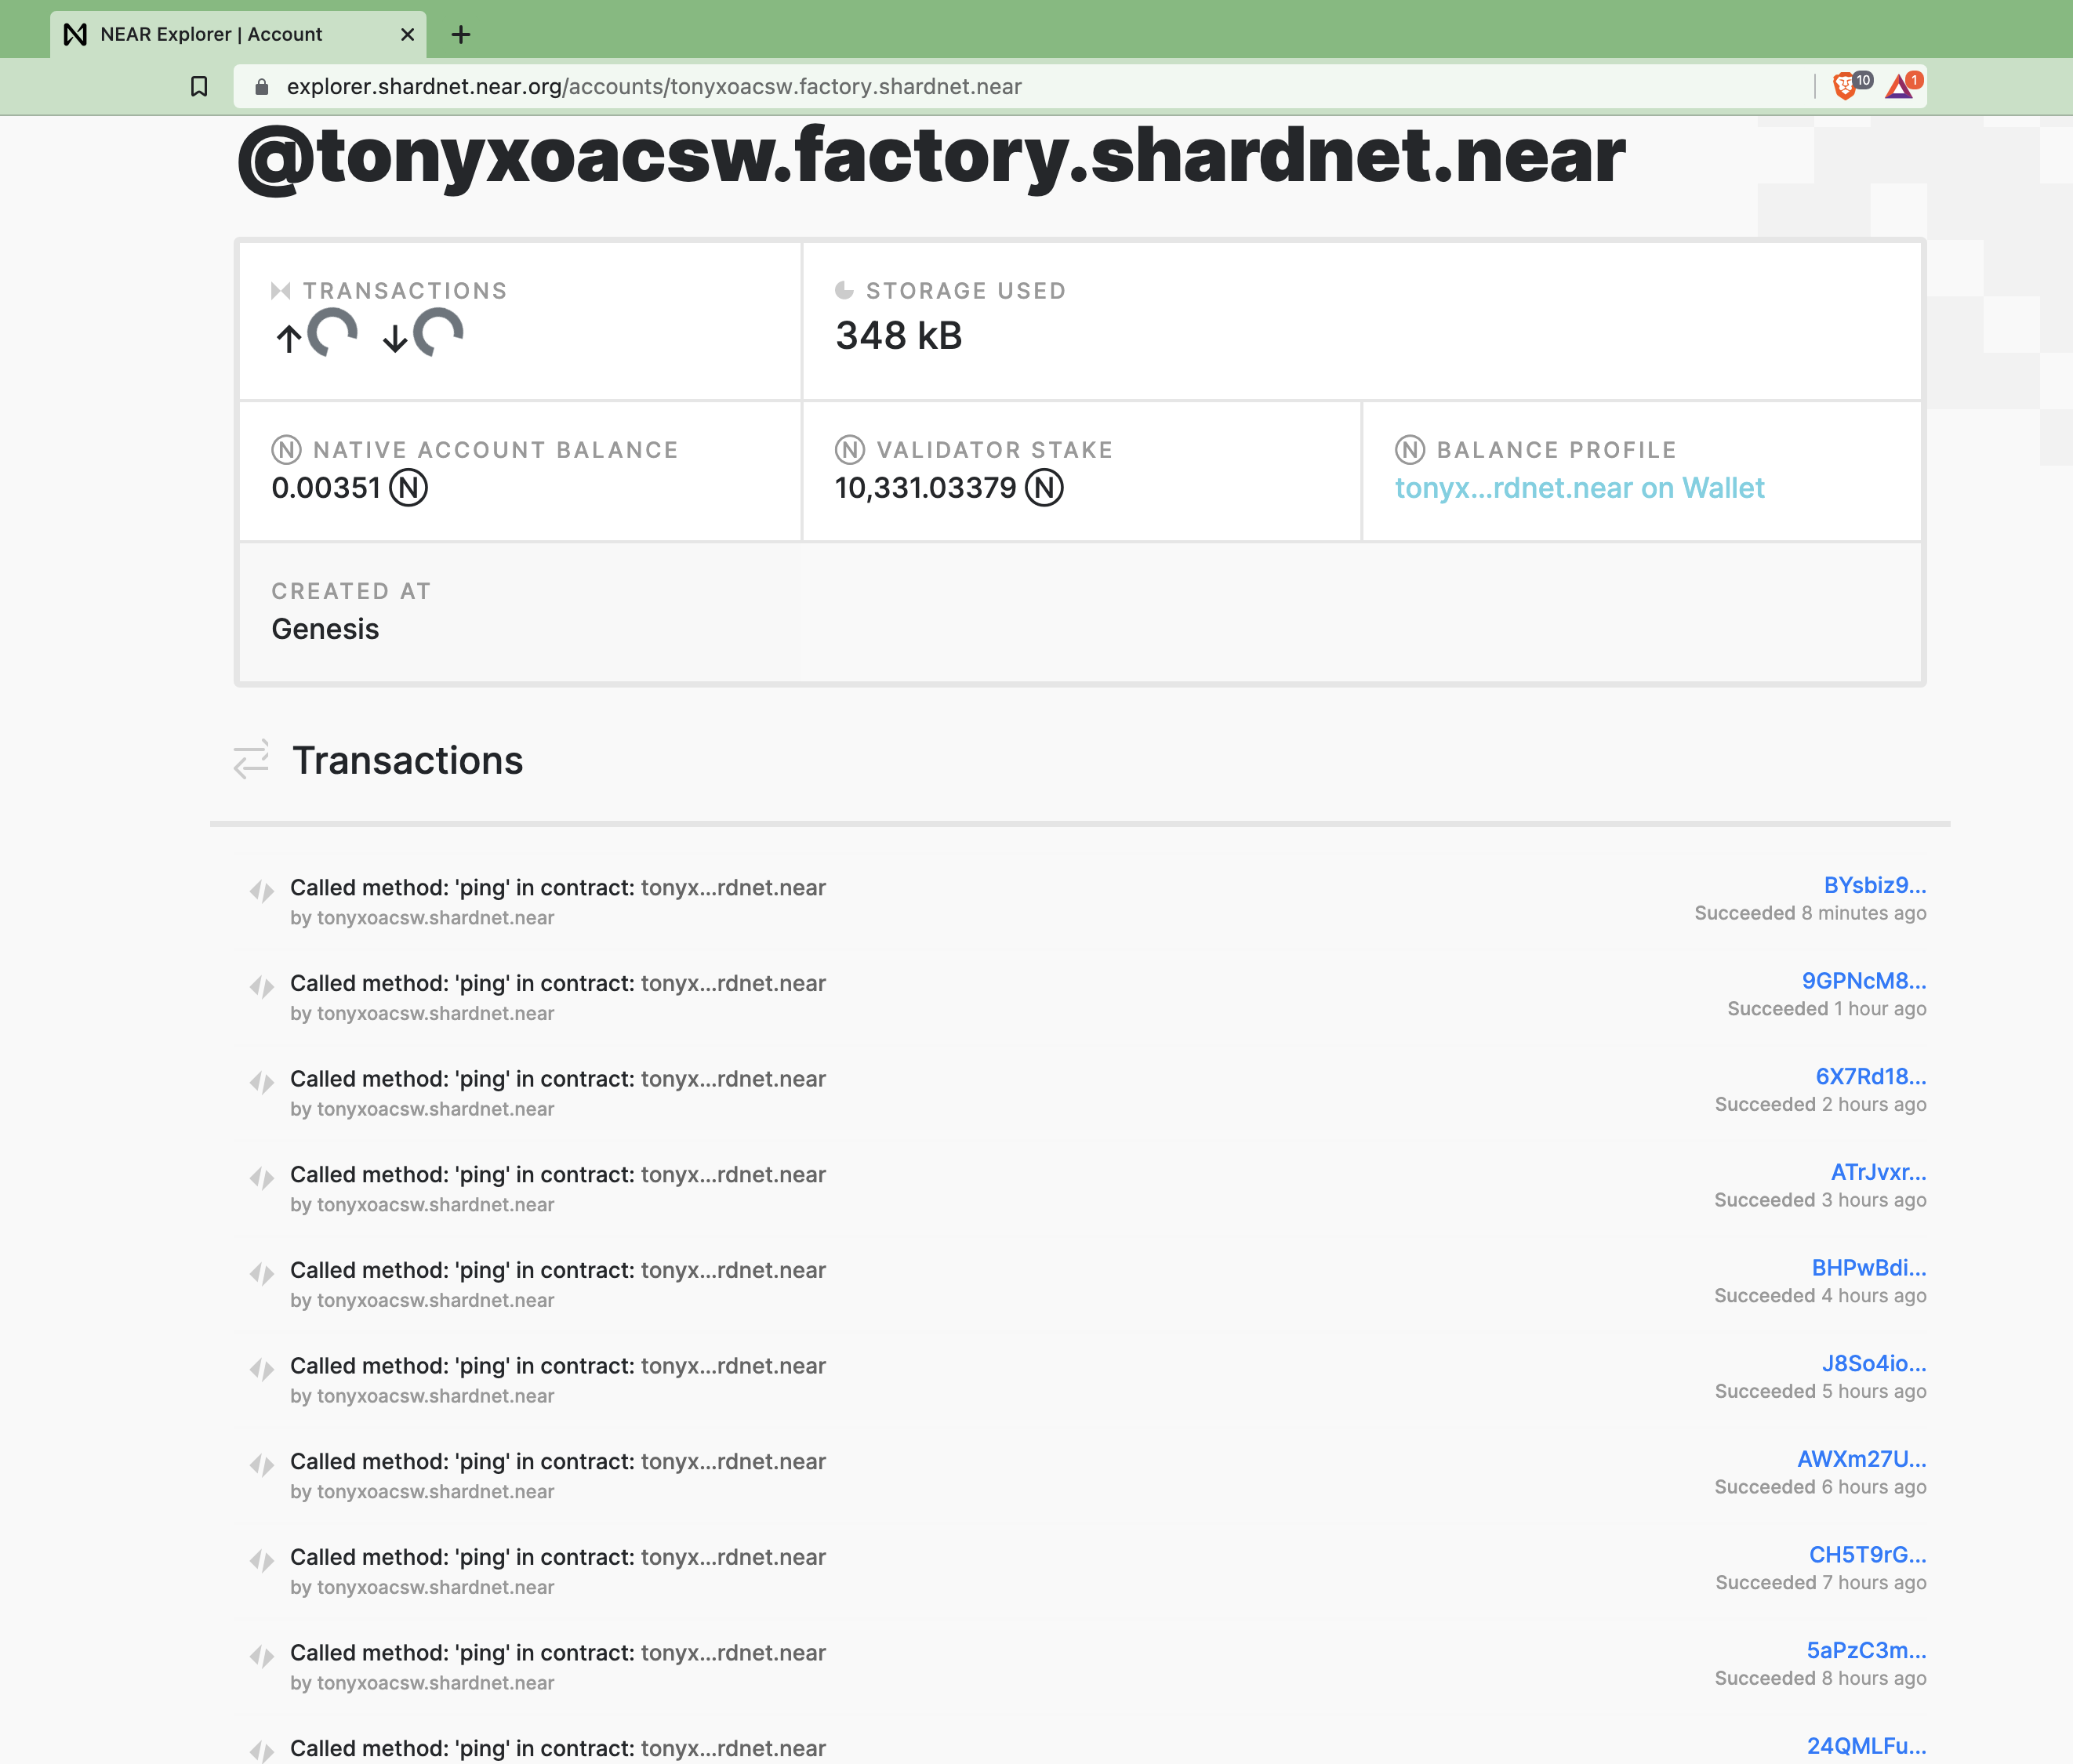 NEAR Explorer | Account
explorer.shardnet.near.org/accounts/tonyxoacsw.factory.shardnet.near
10
1
@tonyxoacsw.factory.shardnet.near
TRANSACTIONS
STORAGE USED
348 kB
NATIVE ACCOUNT BALANCE
0.00351 N
VALIDATOR STAKE
10,331.03379 N
BALANCE PROFILE
tonyx...rdnet.near on Wallet
CREATED AT
Genesis
Transactions
Called method: 'ping' in contract: tonyx...rdnet.near
BYsbiz9...
by tonyxoacsw.shardnet.near
Succeeded 8 minutes ago
Called method: 'ping' in contract: tonyx...rdnet.near
9GPNcM8...
by tonyxoacsw.shardnet.near
Succeeded 1 hour ago
Called method: 'ping' in contract: tonyx...rdnet.near
6X7Rd18...
by tonyxoacsw.shardnet.near
Succeeded 2 hours ago
Called method: 'ping' in contract: tonyx...rdnet.near
ATrJvxr...
by tonyxoacsw.shardnet.near
Succeeded 3 hours ago
Called method: 'ping' in contract: tonyx...rdnet.near
BHPwBdi...
by tonyxoacsw.shardnet.near
Succeeded 4 hours ago
Called method: 'ping' in contract: tonyx...rdnet.near
J8So4io...
by tonyxoacsw.shardnet.near
Succeeded 5 hours ago
Called method: 'ping' in contract: tonyx...rdnet.near
AWXm27U...
by tonyxoacsw.shardnet.near
Succeeded 6 hours ago
Called method: 'ping' in contract: tonyx...rdnet.near
CH5T9rG...
by tonyxoacsw.shardnet.near
Succeeded 7 hours ago
Called method: 'ping' in contract: tonyx...rdnet.near
5aPzC3m...
by tonyxoacsw.shardnet.near
Succeeded 8 hours ago
Called method: 'ping' in contract: tonyx...rdnet.near
24QMLFu...